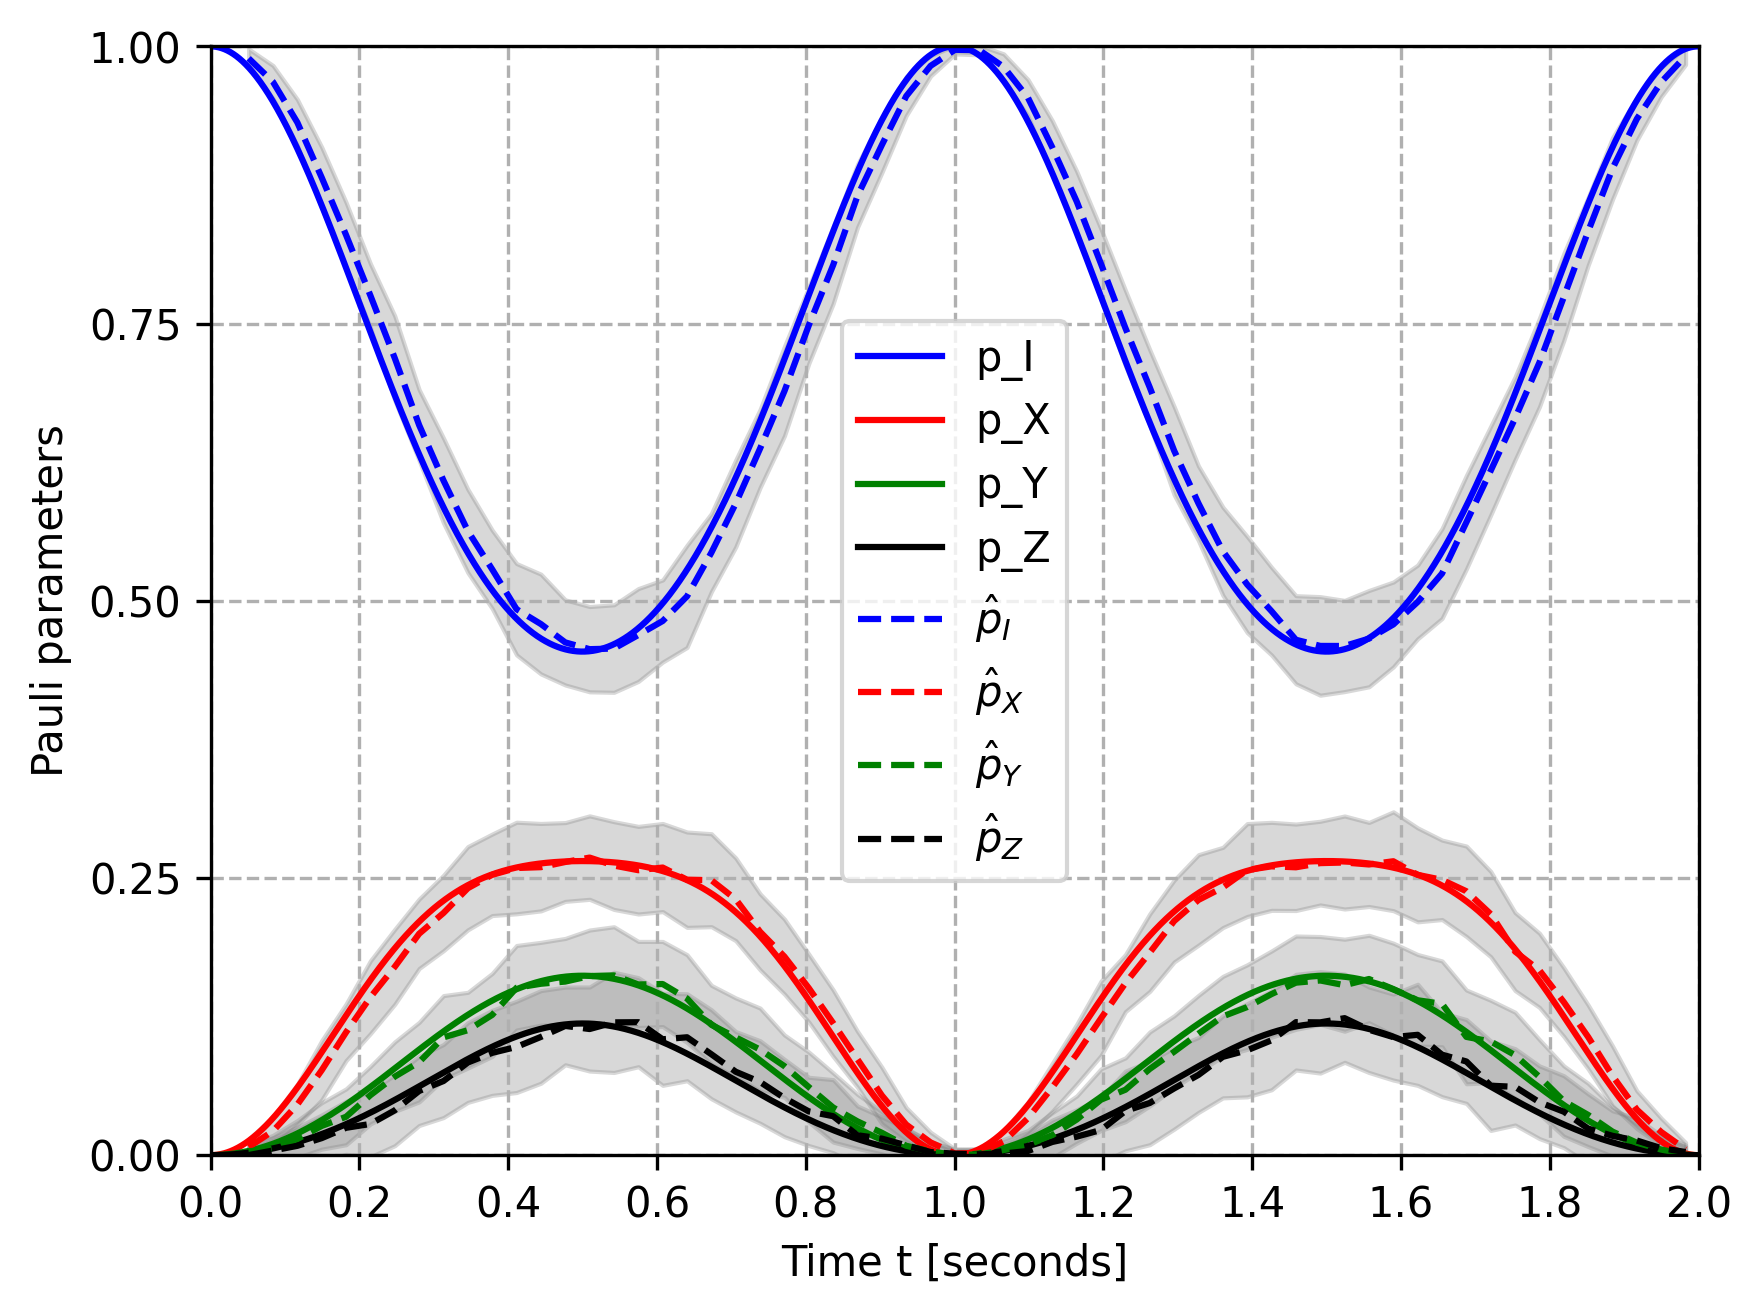 1.00
0.75
0.50
0.25
0.00
Pauli parameters
p_I
p_X
p_Y
p_Z
p̂_I
p̂_X
p̂_Y
p̂_Z
0.0 0.2 0.4 0.6 0.8 1.0 1.2 1.4 1.6 1.8 2.0
Time t [seconds]